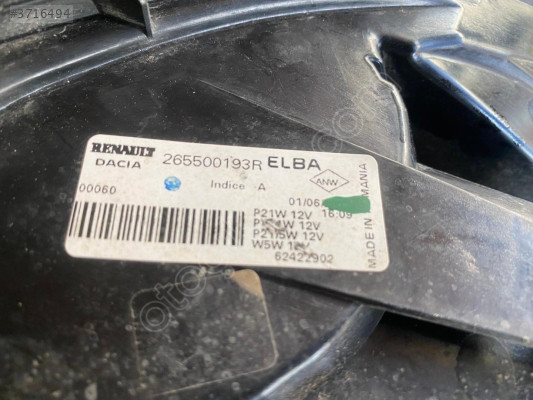 #3716494
RENAULT
DACIA 265500193R ELBA
00060 Indice -A
ANW
01/06
P21W 12V 16:09
12V
P21/5W 12V
W5W 12V
62422902
MADE IN